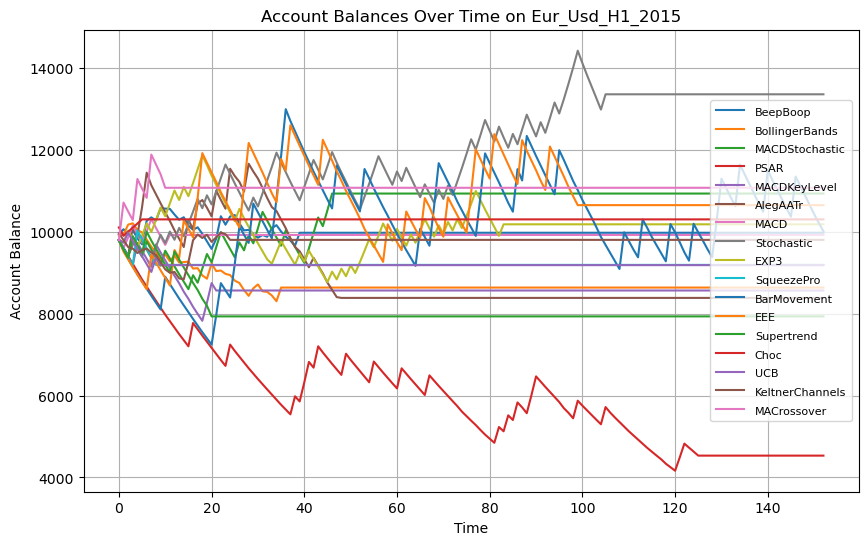 Account Balances Over Time on Eur_Usd_H1_2015
Account Balance
14000
12000
10000
8000
6000
4000
0
20
40
60
80
100
120
140
Time
BeepBoop
BollingerBands
MACDStochastic
PSAR
MACDKeyLevel
AlegAATr
MACD
Stochastic
EXP3
SqueezePro
BarMovement
EEE
Supertrend
Choc
UCB
KeltnerChannels
MACrossover